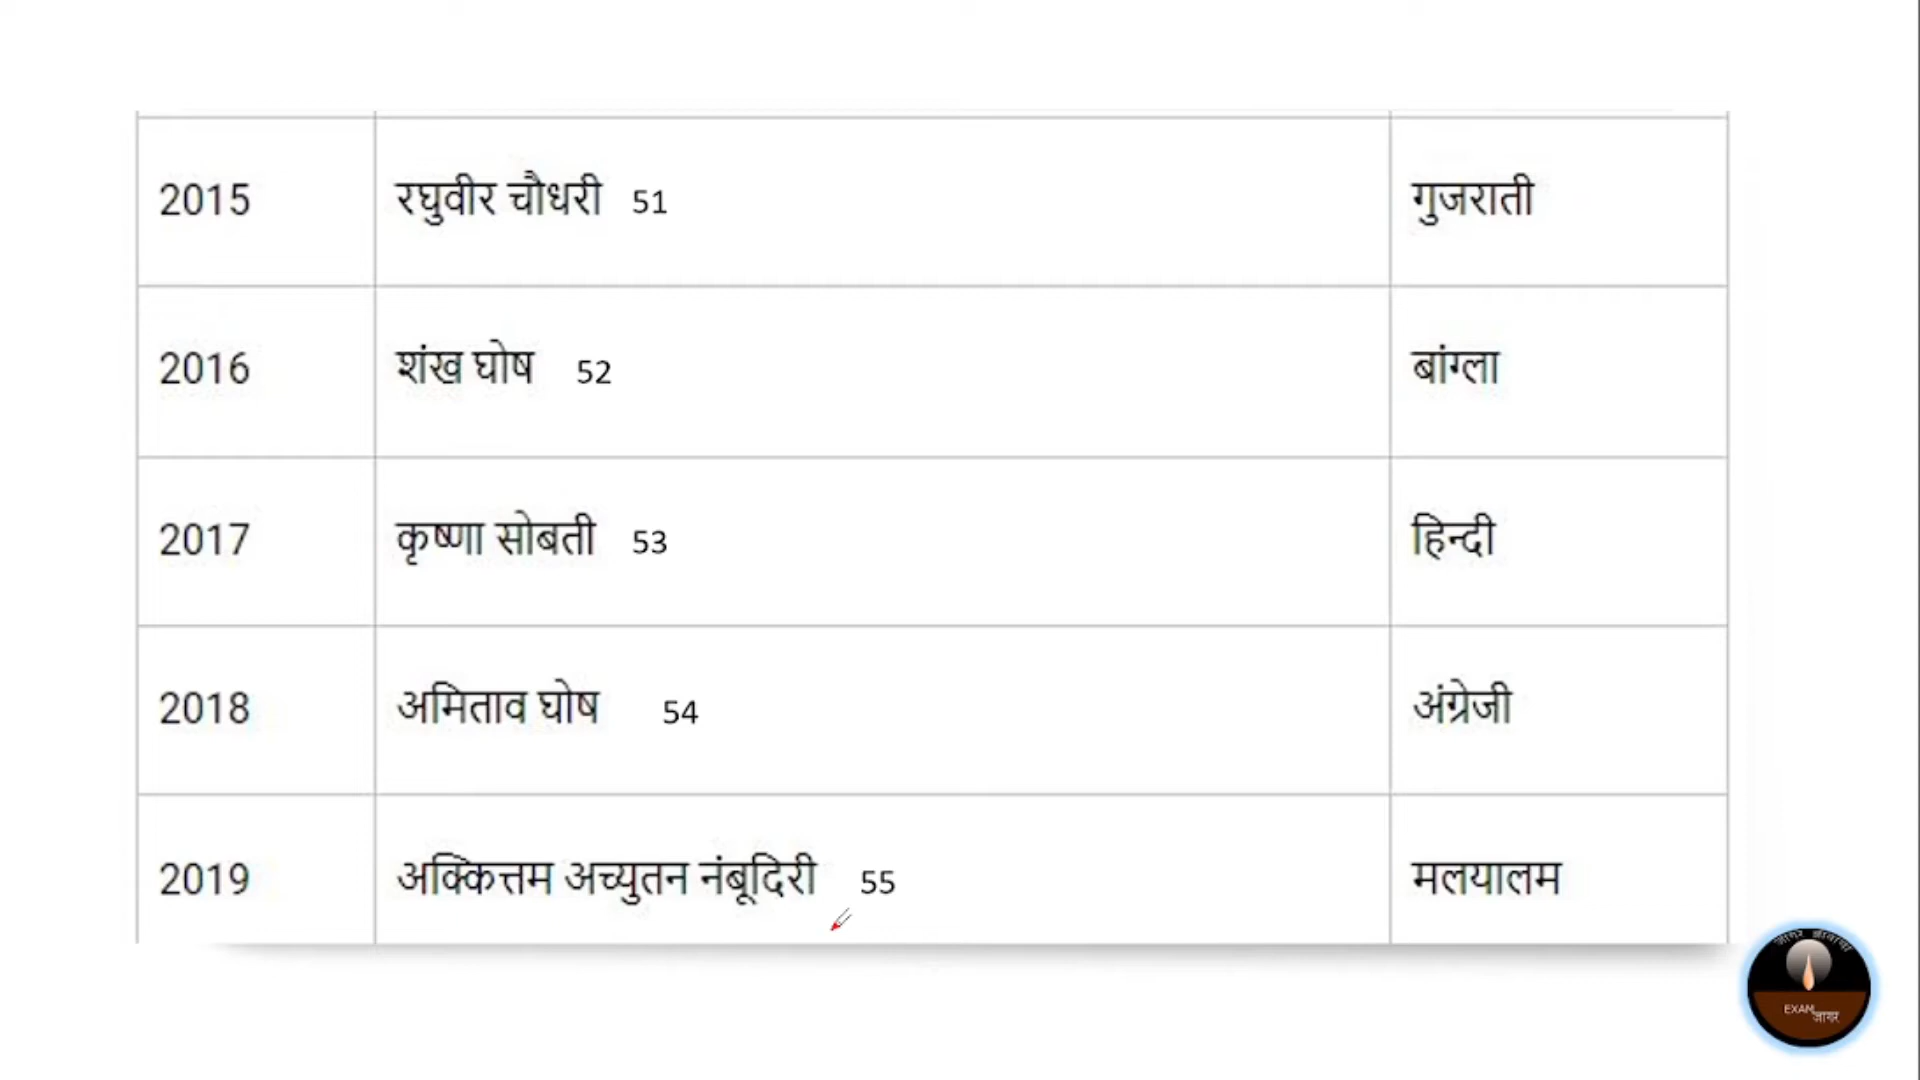 2015 रघुवीर चौधरी 51 गुजराती
2016 शंख घोष 52 बांग्ला
2017 कृष्णा सोबती 53 हिन्दी
2018 अमिताव घोष 54 अंग्रेजी
2019 अक्कित्तम अच्युतन नंबूदिरी 55 मलयालम
EXAM
जागर